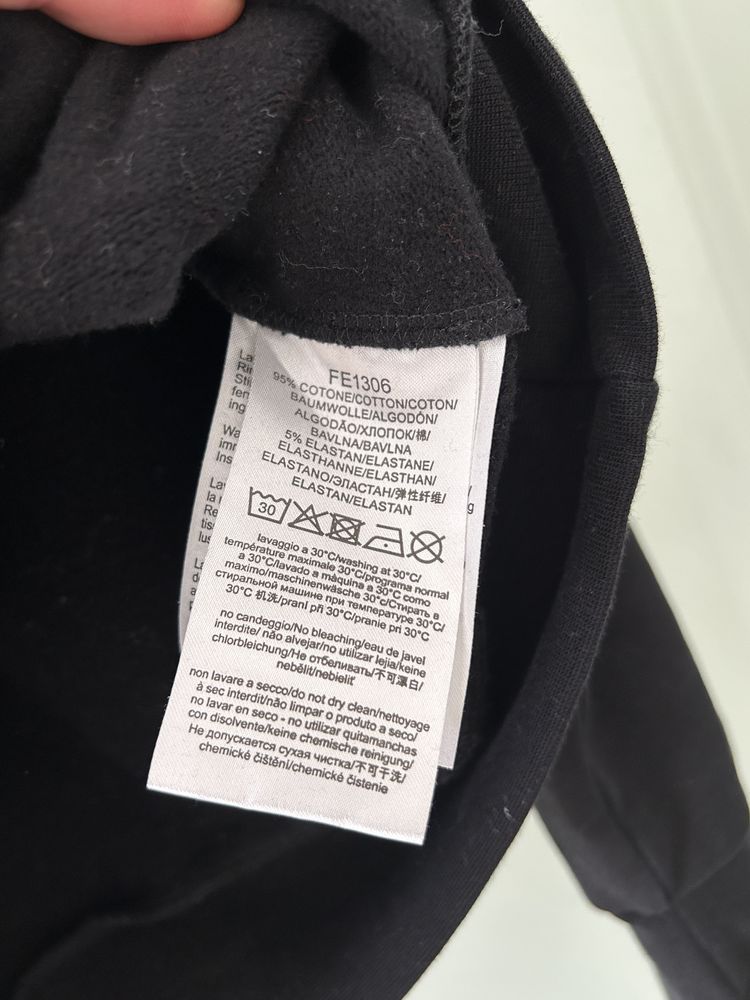 FE1306
95% COTONE/COTTON/COTON/
BAUMWOLLE/ALGODÓN/
ALGODÃO/ХЛОПОК/棉/
BAVLNA/BAVLNA
5% ELASTAN/ELASTANE/
ELASTHANNE/ELASTHAN/
ELASTANO/ЭЛАСТАН/弹性纤维/
ELASTAN/ELASTAN
30
lavaggio a 30°C/washing at 30°C/
température maximale 30°C/programa normal
a 30°C/lavado a màquina a 30°C como
maximo/maschinenwäsche 30°c/Стирать в
стиральной машине при температуре 30°C/
30°C 机洗/praní při 30°C/pranie pri 30°C
no candeggio/No bleaching/eau de javel
interdite/ não alvejar/no utilizar lejia/keine
chlorbleichung/Не отбеливать/不可漂白/
nebělit/nebieliť
non lavare a secco/do not dry clean/nettoyage
à sec interdit/não limpar o produto a seco/
no lavar en seco - no utilizar quitamanchas
con disolvente/keine chemische reinigung/
Не допускается сухая чистка/不可干洗/
chemické čištění/chemické čistenie